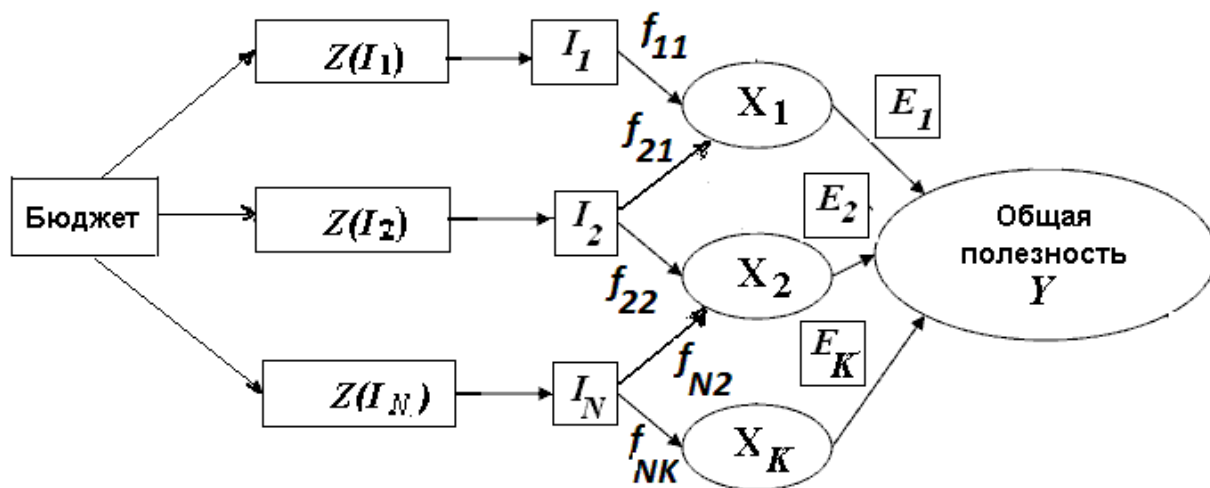 Z(I1)
I1
f11
X1
E1
f21
Бюджет
Z(I2)
I2
E2
Общая
полезность
Y
f22
X2
Z(IN.)
IN
fN2
EK
fNK
XK